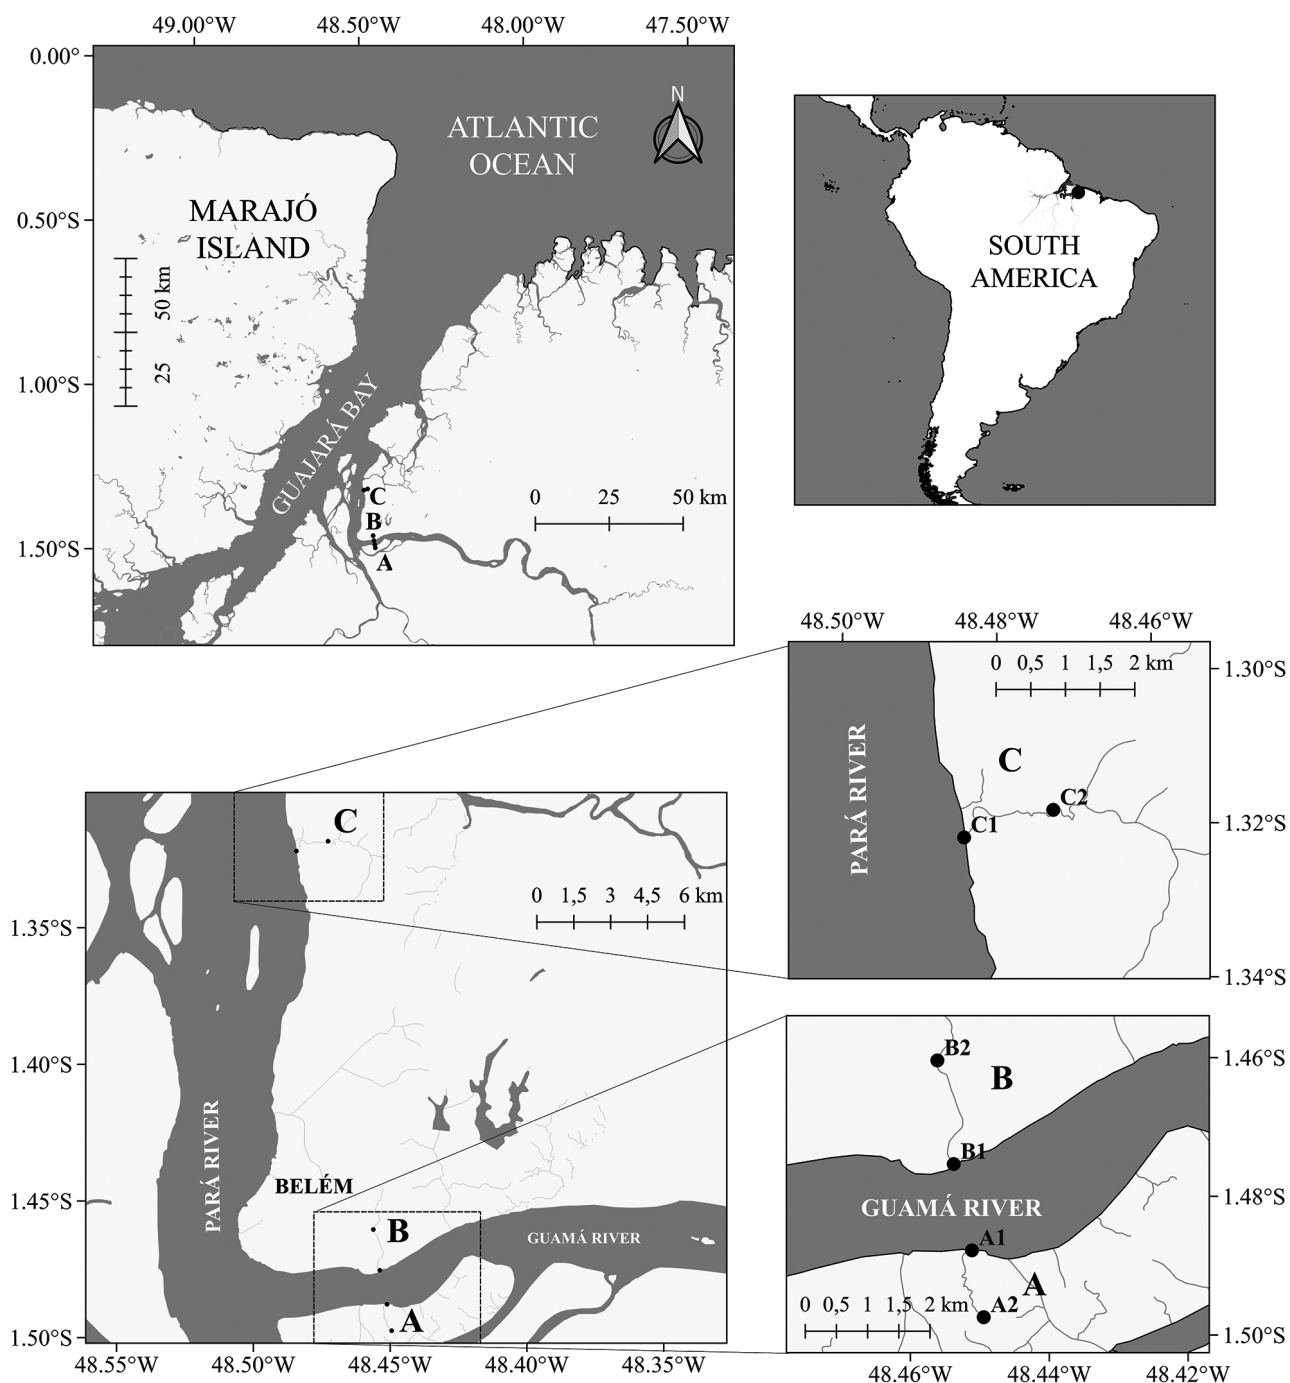 49.00°W 48.50°W 48.00°W 47.50°W
0.00°
0.50°S
1.00°S
1.50°S
N
ATLANTIC
OCEAN
MARAJÓ
ISLAND
50 km
25
GUAJARÁ BAY
0 25 50 km
C
B
A
SOUTH
AMERICA
48.50°W 48.48°W 48.46°W
0 0,5 1 1,5 2 km
1.30°S
1.32°S
1.34°S
PARÁ RIVER
C
C2
C1
C
0 1,5 3 4,5 6 km
1.35°S
1.40°S
1.45°S
1.50°S
PARÁ RIVER
BELÉM
B
GUAMÁ RIVER
A
48.55°W 48.50°W 48.45°W 48.40°W 48.35°W
B2
B
B1
GUAMÁ RIVER
A1
A
A2
0 0,5 1 1,5 2 km
1.46°S
1.48°S
1.50°S
48.46°W 48.44°W 48.42°W